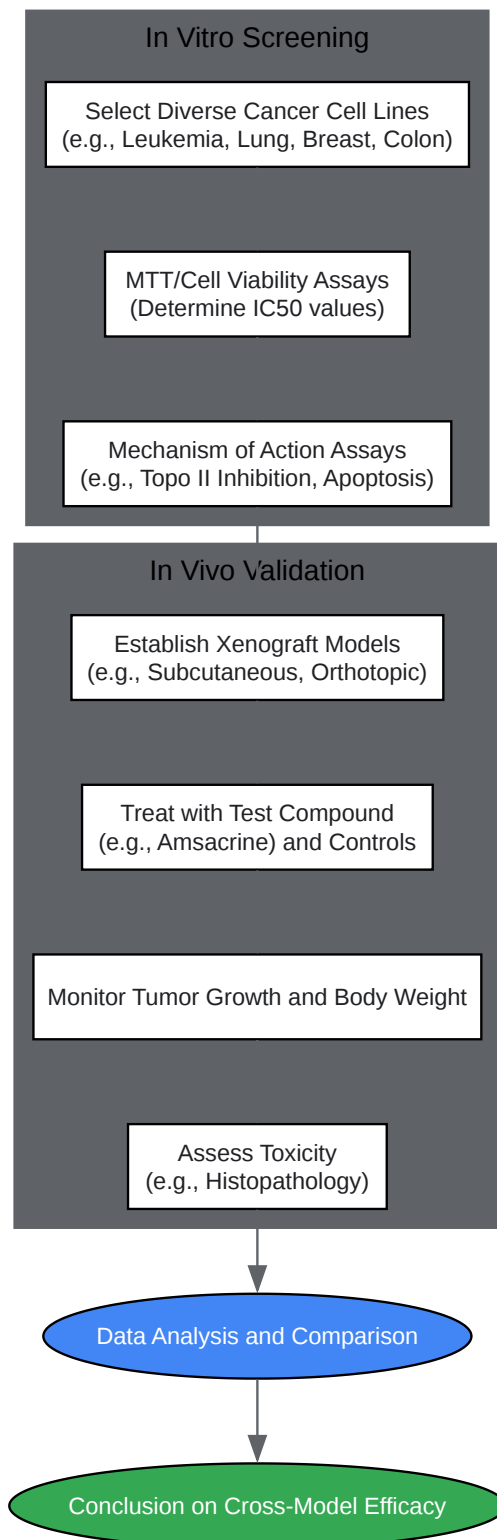 In Vitro Screening
Select Diverse Cancer Cell Lines
(e.g., Leukemia, Lung, Breast, Colon)
MTT/Cell Viability Assays
(Determine IC50 values)
Mechanism of Action Assays
(e.g., Topo II Inhibition, Apoptosis)
In Vivo Validation
Establish Xenograft Models
(e.g., Subcutaneous, Orthotopic)
Treat with Test Compound
(e.g., Amsacrine) and Controls
Monitor Tumor Growth and Body Weight
Assess Toxicity
(e.g., Histopathology)
Data Analysis and Comparison
Conclusion on Cross-Model Efficacy